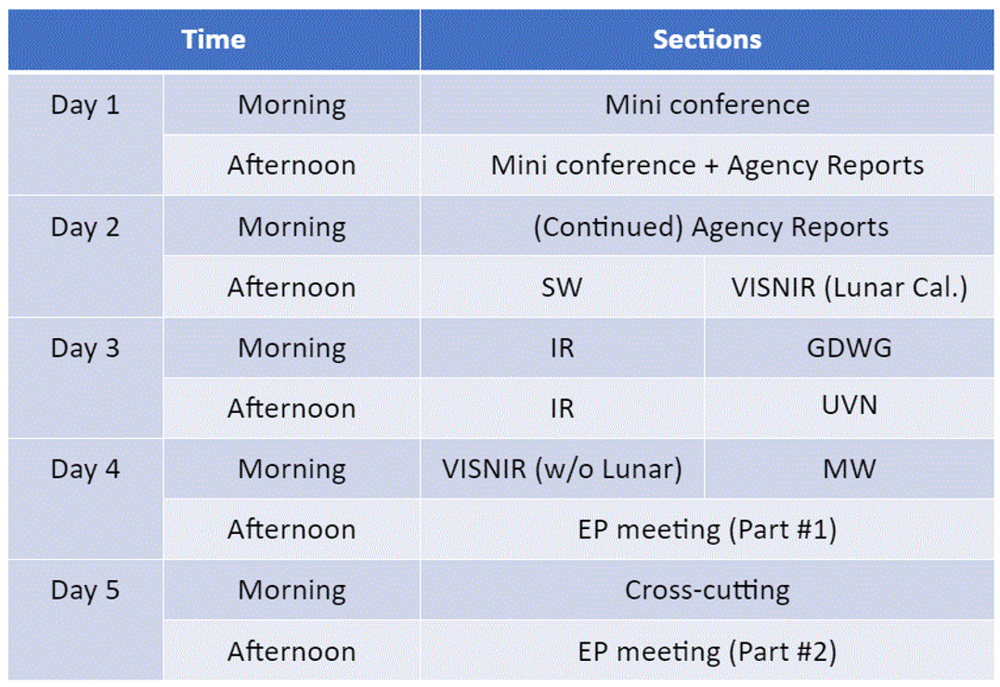 Time Sections
Day 1 Morning Mini conference
Afternoon Mini conference + Agency Reports
Day 2 Morning (Continued) Agency Reports
Afternoon SW VISNIR (Lunar Cal.)
Day 3 Morning IR GDWG
Afternoon IR UVN
Day 4 Morning VISNIR (w/o Lunar) MW
Afternoon EP meeting (Part #1)
Day 5 Morning Cross-cutting
Afternoon EP meeting (Part #2)